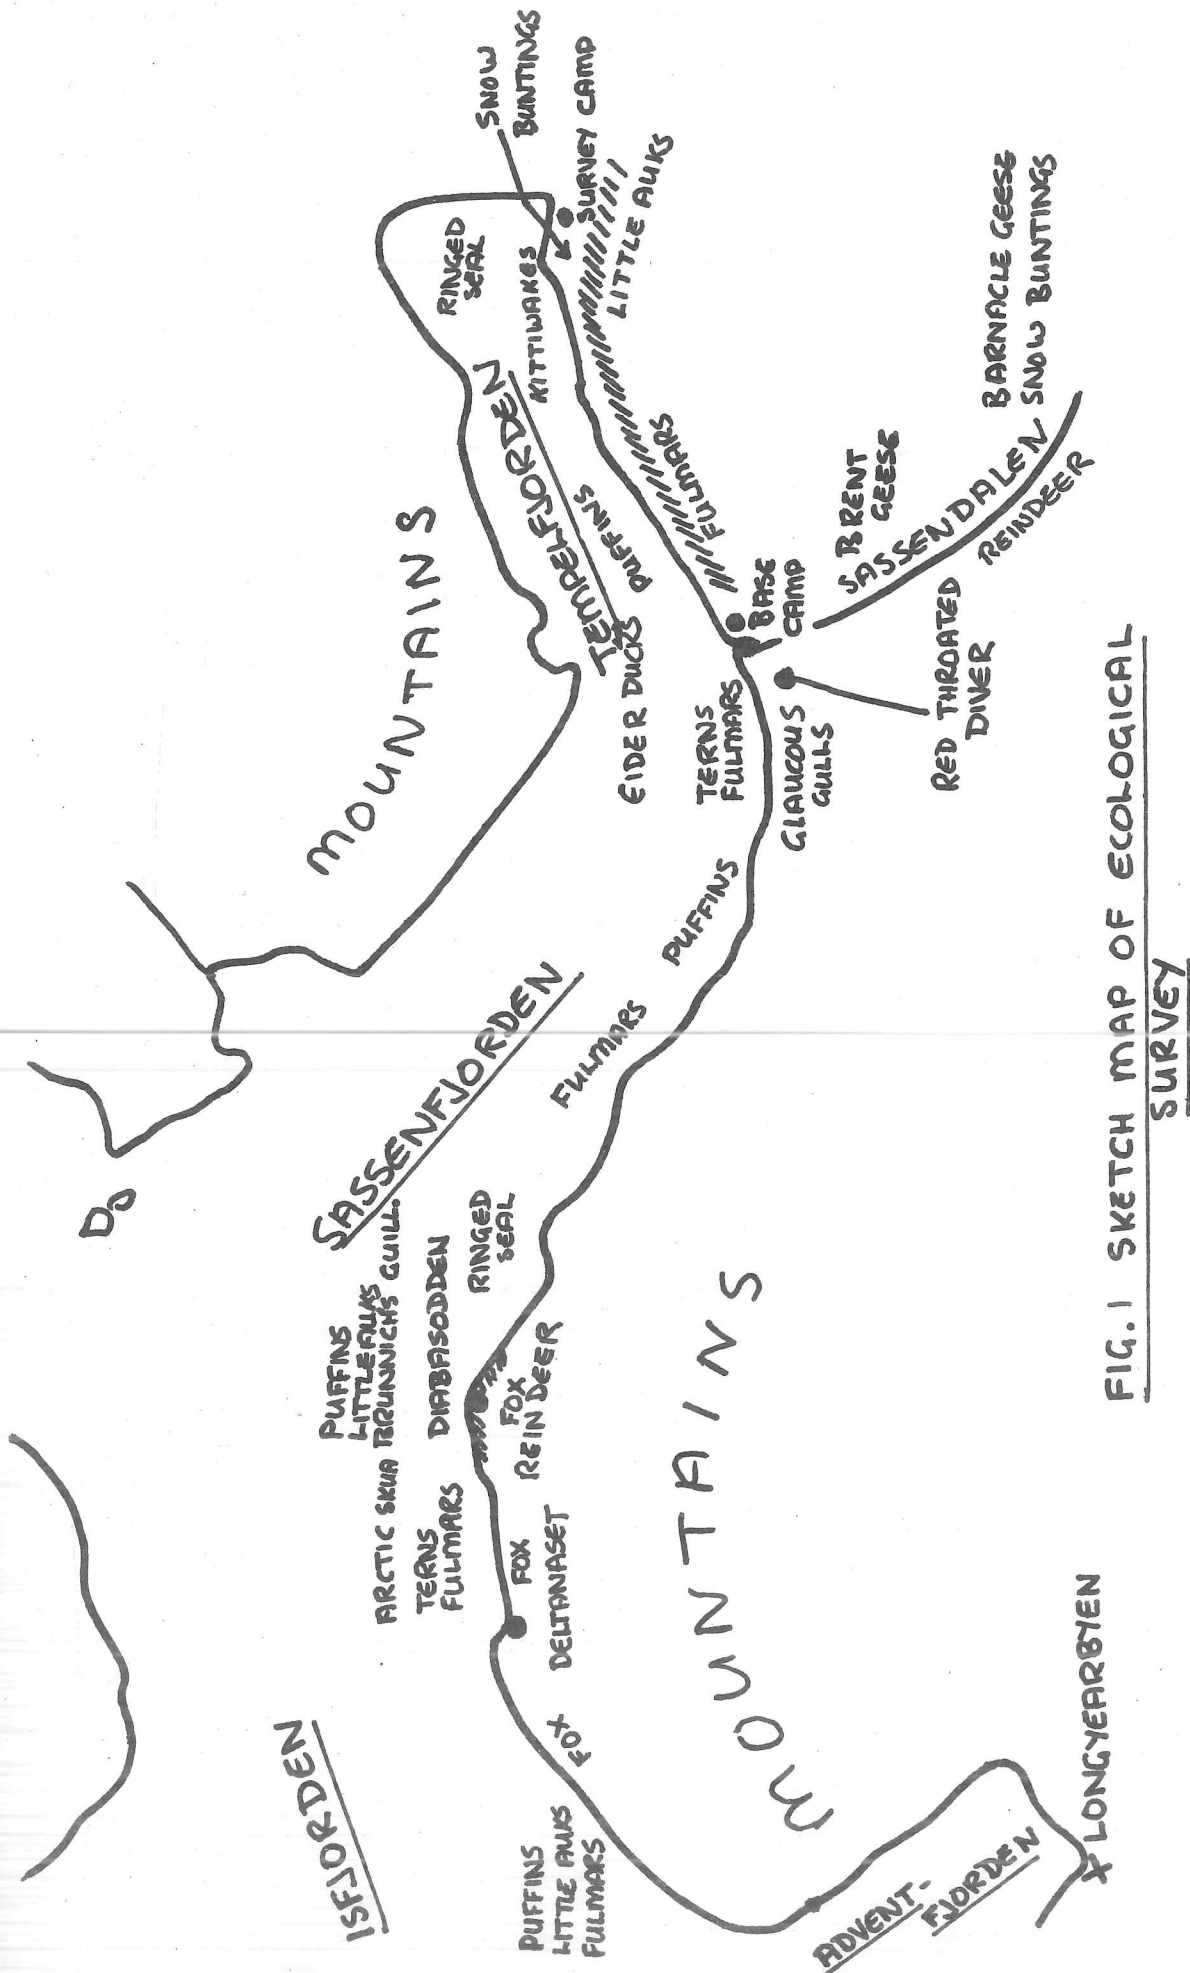 ISFJORDEN
PUFFINS
LITTLE AUKS
FULMARS
FOX
ADVENT-
FJORDEN
X LONGYEARBYEN
MOUNTAINS
DELTANASET
FOX
TERNS
FULMARS
PUFFINS
LITTLE AUKS
ARCTIC SKUA BRUNNICHS GUILL.
DIABASODDEN
FOX
REINDEER
RINGED
SEAL
SASSENFJORDEN
FULMARS
PUFFINS
MOUNTAINS
EIDER DUCKS
TERNS
FULMARS
GLAUCOUS
GULLS
RED THROATED
DIVER
BASE
CAMP
TEMPELFJORDEN
PUFFINS
KITTIWAKES
RINGED
SEAL
FULMARS
LITTLE AUKS
SURVEY CAMP
SNOW
BUNTINGS
BRENT
GEESE
SASSENDALEN
REINDEER
BARNACLE GEESE
SNOW BUNTINGS
FIG.1 SKETCH MAP OF ECOLOGICAL
SURVEY